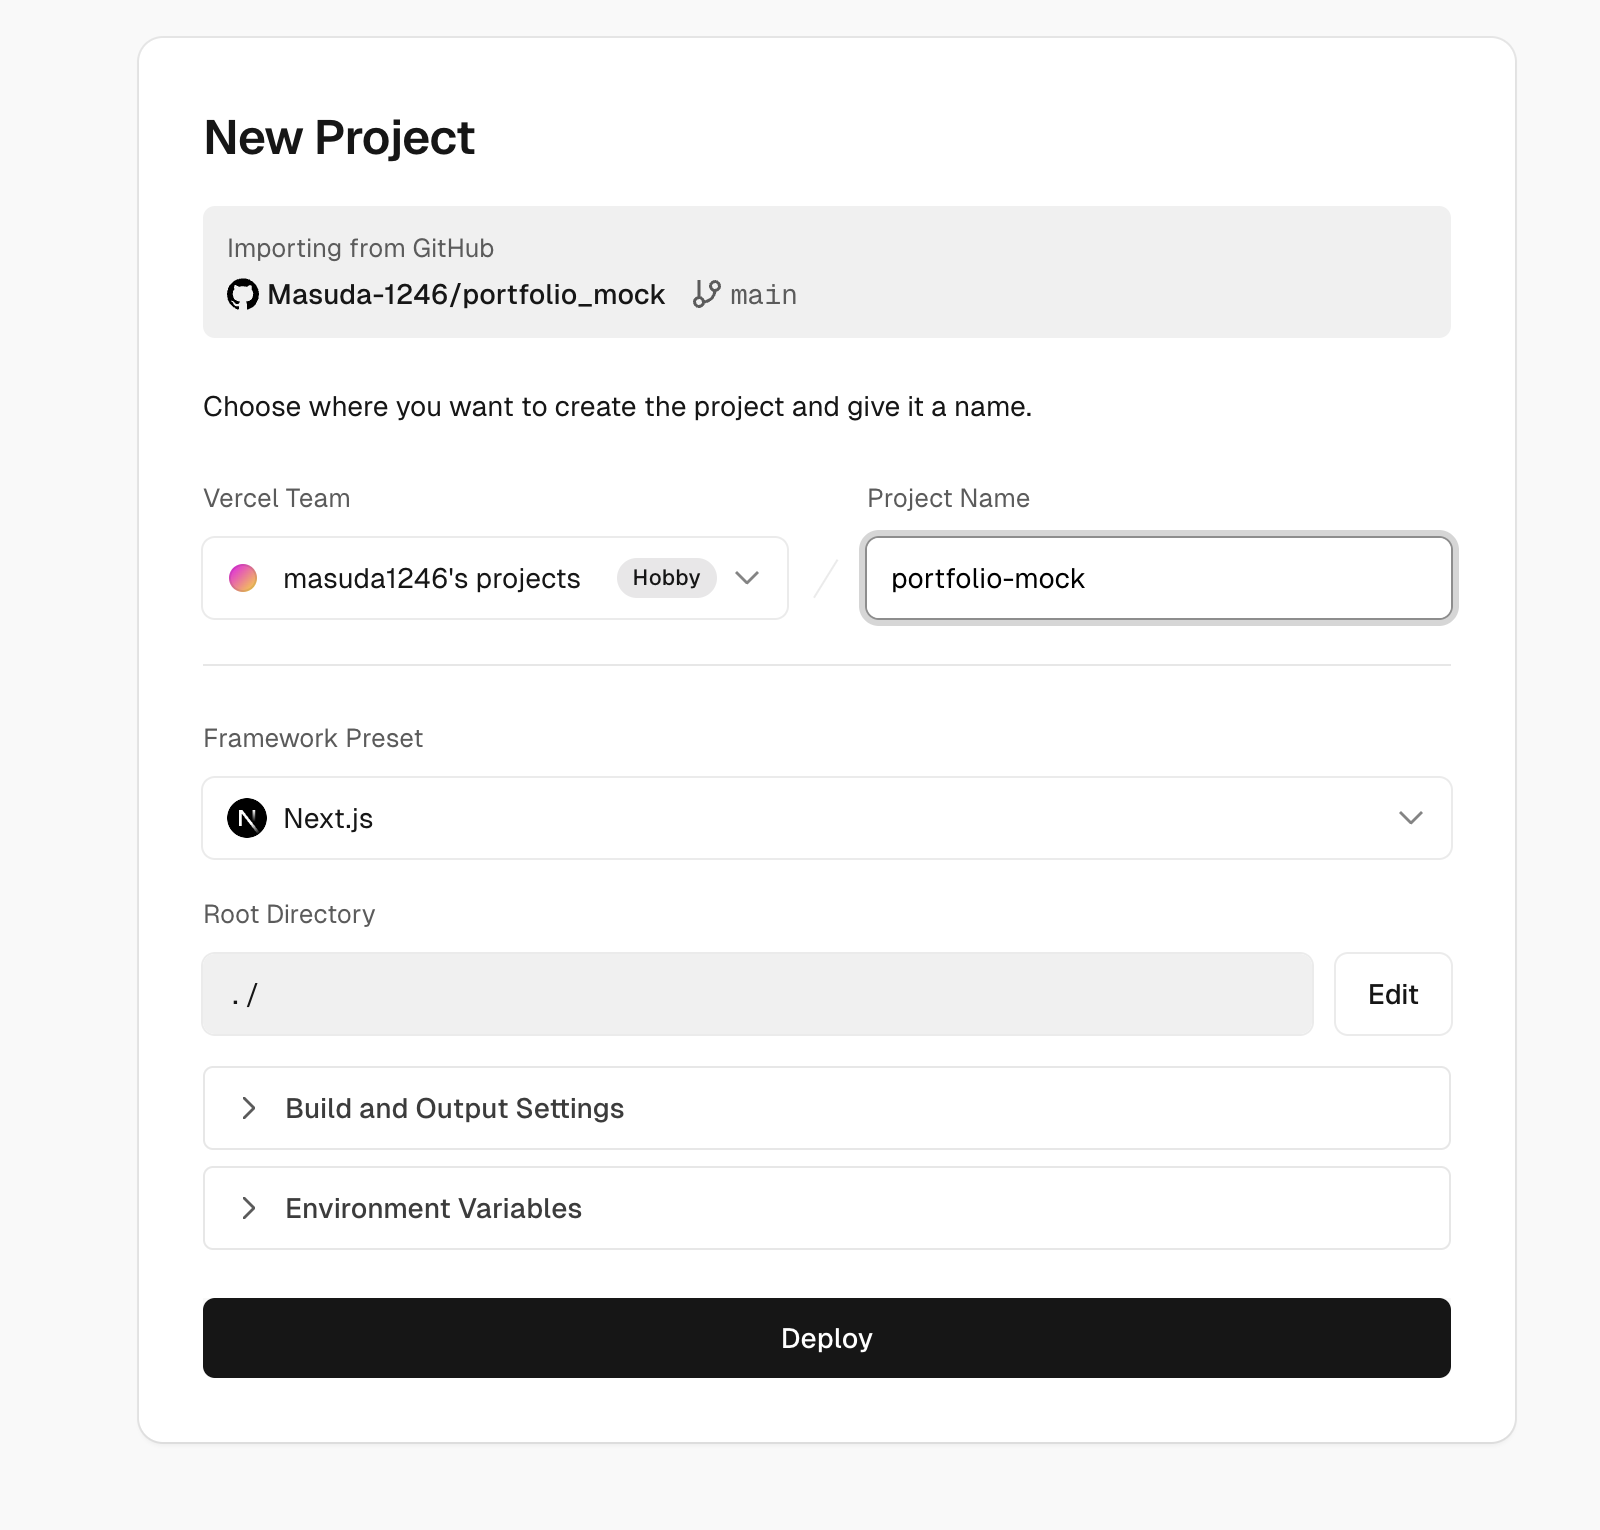 New Project
Importing from GitHub
Masuda-1246/portfolio_mock main
Choose where you want to create the project and give it a name.
Vercel Team
Project Name
masuda1246's projects Hobby
portfolio-mock
Framework Preset
Next.js
Root Directory
./
Edit
Build and Output Settings
Environment Variables
Deploy